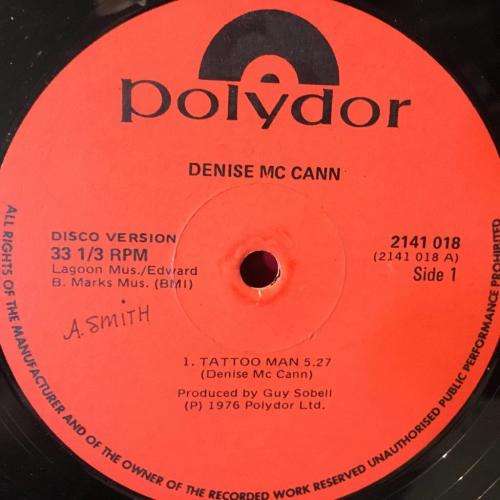 polydor
DENISE MC CANN
DISCO VERSION
33 1/3 RPM
Lagoon Mus./Edward
B. Marks Mus. (BMI)
2141 018
(2141 018 A)
Side 1
A. SMITH
1. TATTOO MAN 5.27
(Denise Mc Cann)
Produced by Guy Sobell
(P) 1976 Polydor Ltd.
ALL RIGHTS OF THE MANUFACTURER AND OF THE OWNER OF THE RECORDED WORK RESERVED UNAUTHORISED PUBLIC PERFORMANCE PROHIBITED